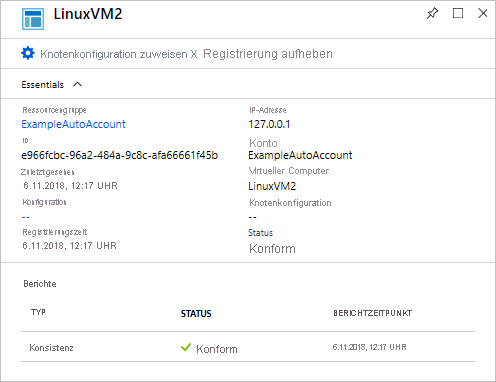 LinuxVM2
Knotenkonfiguration zuweisen X Registrierung aufheben
Essentials
Ressourcengruppe
ExampleAutoAccount
ID
e966fcbc-96a2-484a-9c8c-afa66661f45b
Zuletztgesehen
6.11.2018, 12:17 UHR
Konfiguration
--
Registrierungszeit
6.11.2018, 12:17 UHR
IP-Adresse
127.0.0.1
Konto
ExampleAutoAccount
Virtueller Computer
LinuxVM2
Knotenkonfiguration
--
Status
Konform
Berichte
TYP STATUS BERICHTZEITPUNKT
Konsistenz Konform 6.11.2018, 12:17 UHR